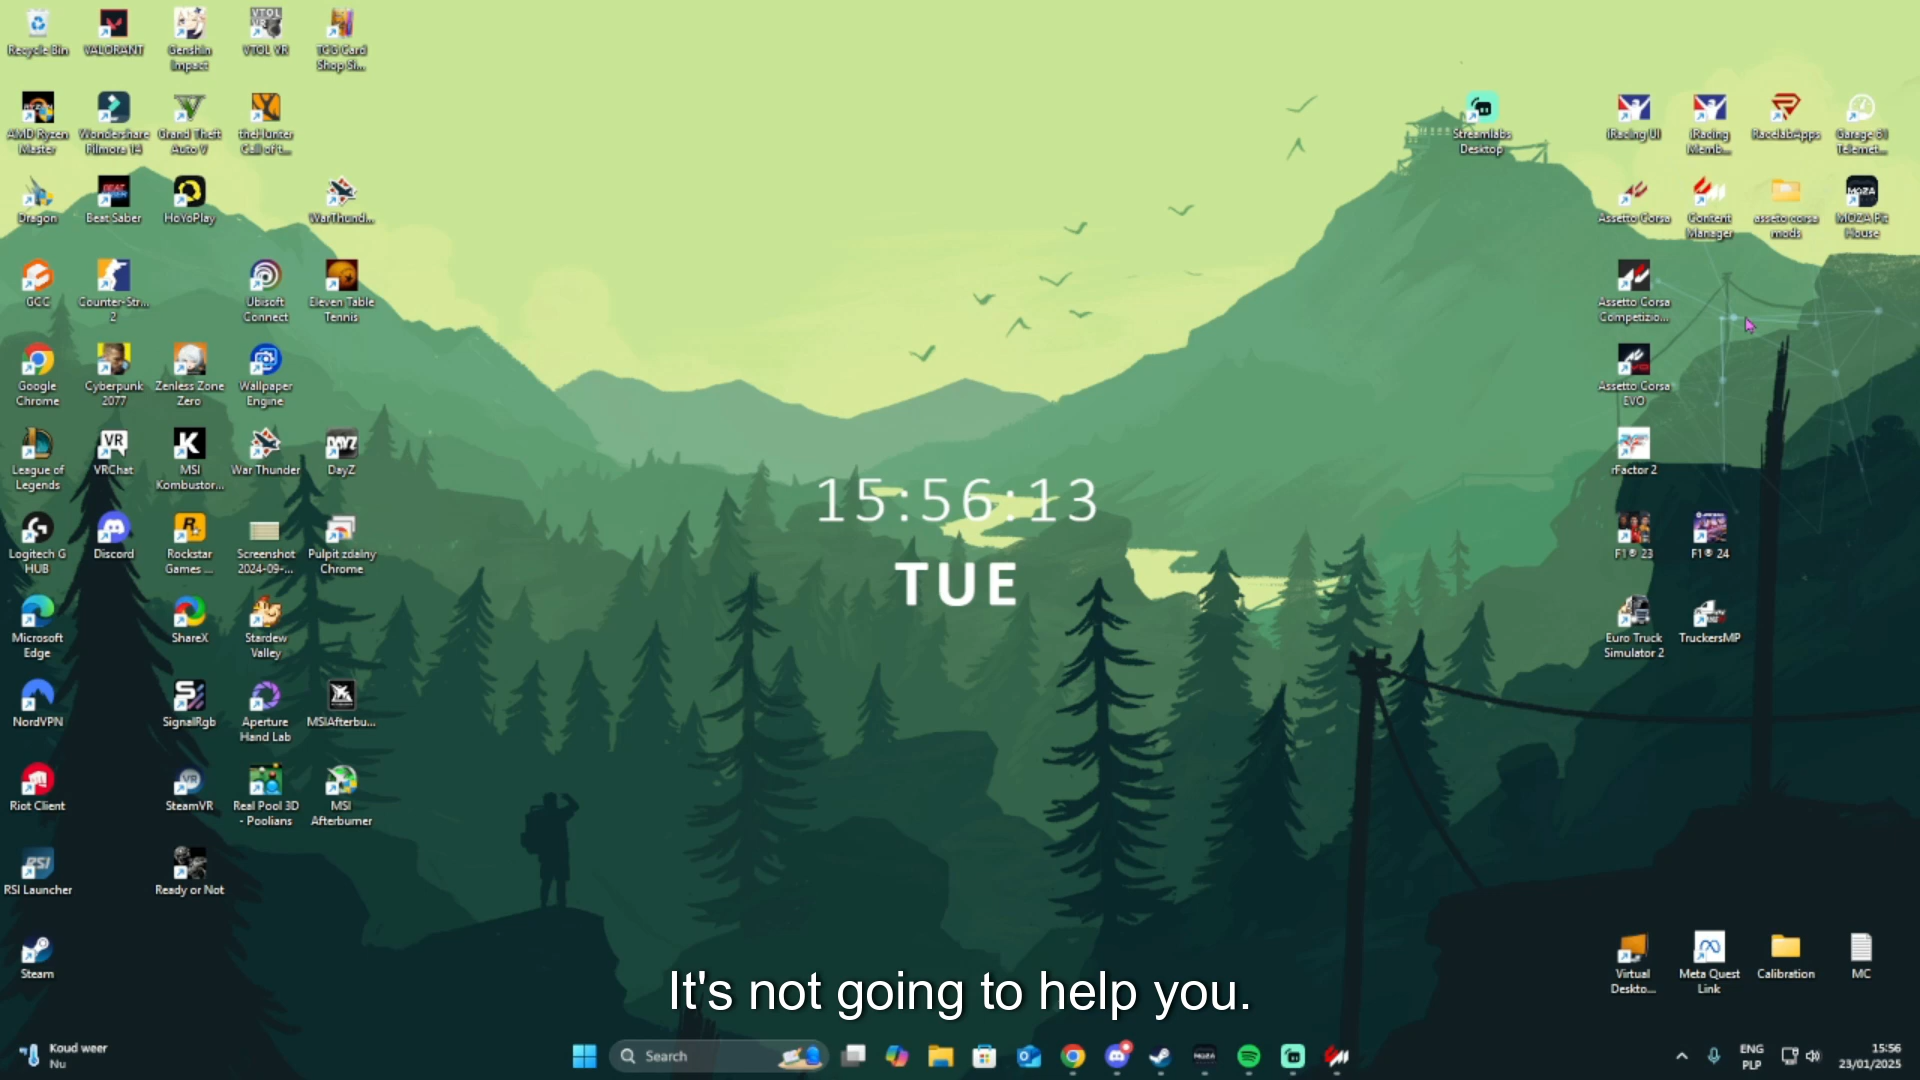 Recycle Bin
VALORANT
Genshin
Impact
VTOL VR
TCG Card
Shop Si...
AMD Ryzen
Master
Wondershare
Filmora 14
Grand Theft
Auto V
theHunter
Call of t...
Streamlabs
Desktop
iRacing UI
iRacing
Memb...
RacelabApps
Garage 61
Telemet...
Dragon
Beat Saber
HoYoPlay
WarThund...
Assetto Corsa
Content
Manager
asseto corsa
mods
MOZA Pit
House
GCC
Counter-Str...
2
Ubisoft
Connect
Eleven Table
Tennis
Assetto Corsa
Competizio...
Google
Chrome
Cyberpunk
2077
Zenless Zone
Zero
Wallpaper
Engine
Assetto Corsa
EVO
League of
Legends
VRChat
MSI
Kombustor...
War Thunder
DayZ
rFactor 2
15:56:13
TUE
Logitech G
HUB
Discord
Rockstar
Games ...
Screenshot
2024-09-...
Pulpit zdalny
Chrome
F1® 23
F1® 24
Microsoft
Edge
ShareX
Stardew
Valley
Euro Truck
Simulator 2
TruckersMP
NordVPN
SignalRgb
Aperture
Hand Lab
MSIAfterbu...
Riot Client
SteamVR
Real Pool 3D
- Poolians
MSI
Afterburner
RSI Launcher
Ready or Not
Steam
Virtual
Deskto...
Meta Quest
Link
Calibration
MC
It's not going to help you.
Koud weer
Nu
Search
ENG
PLP
15:56
23/01/2025